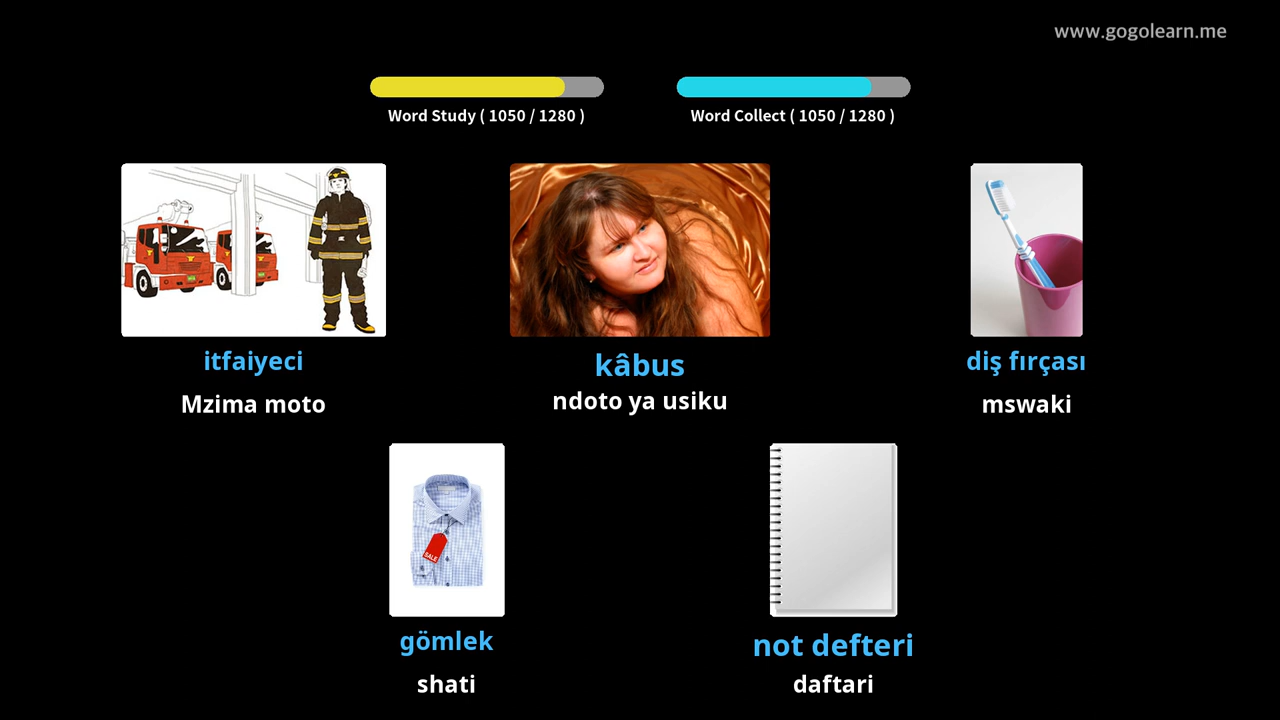 www.gogolearn.me
Word Study ( 1050 / 1280 )
Word Collect ( 1050 / 1280 )
itfaiyeci
kâbus
diş fırçası
Mzima moto
ndoto ya usiku
mswaki
SALE
gömlek
not defteri
shati
daftari